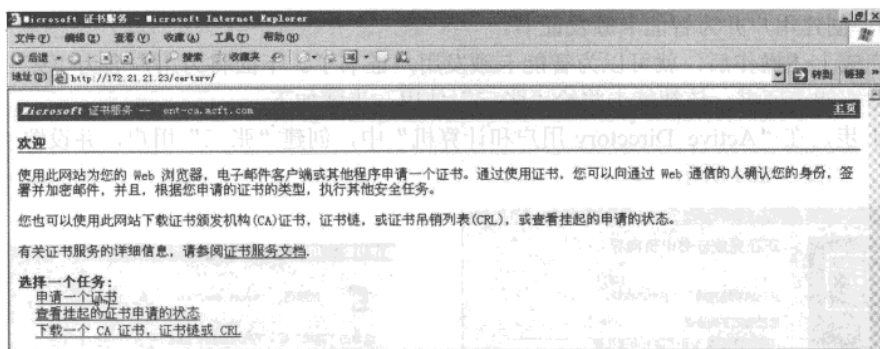 Microsoft 证书服务 - Microsoft Internet Explorer
文件(F) 编辑(E) 查看(V) 收藏(A) 工具(T) 帮助(H)
后退 搜索 收藏夹
地址(D) http://172.21.21.23/certsrv/ 转到 链接 »
Microsoft 证书服务 -- ent-ca.acft.com 主页
欢迎
使用此网站为您的 Web 浏览器，电子邮件客户端或其他程序申请一个证书。通过使用证书，您可以向通过 Web 通信的人确认您的身份，签
署并加密邮件，并且，根据您申请的证书的类型，执行其他安全任务。
您也可以使用此网站下载证书颁发机构(CA)证书，证书链，或证书吊销列表(CRL)，或查看挂起的申请的状态。
有关证书服务的详细信息，请参阅证书服务文档.
选择一个任务:
申请一个证书
查看挂起的证书申请的状态
下载一个 CA 证书，证书链或 CRL